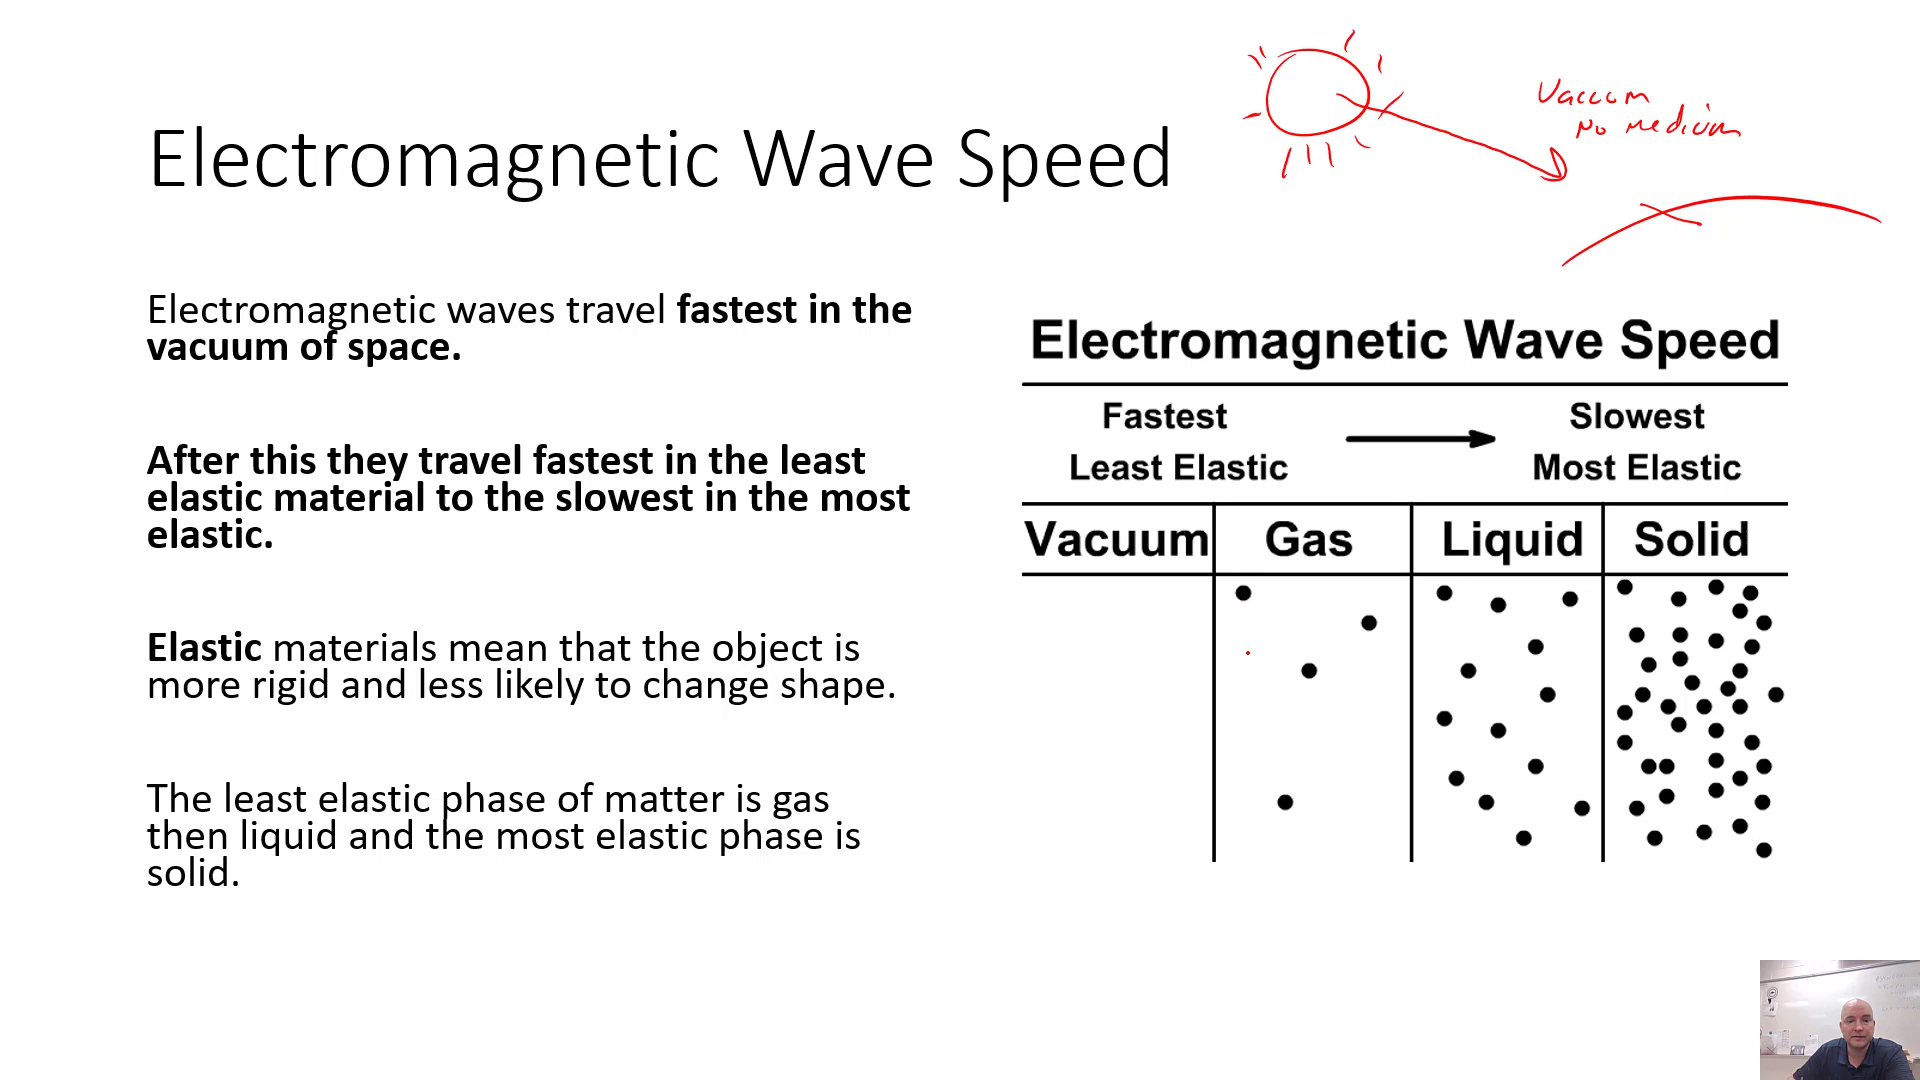 Vacuum
No medium
Electromagnetic Wave Speed
Electromagnetic waves travel fastest in the
vacuum of space.
After this they travel fastest in the least
elastic material to the slowest in the most
elastic.
Elastic materials mean that the object is
more rigid and less likely to change shape.
The least elastic phase of matter is gas
then liquid and the most elastic phase is
solid.
Electromagnetic Wave Speed
Fastest Slowest
Least Elastic Most Elastic
Vacuum Gas Liquid Solid